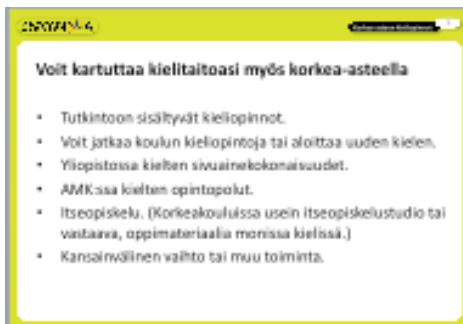 Voit kartuttaa kielitaitoasi myös korkea-asteella
• Tutkintoon sisältyvät kieliopinnot.
• Voit jatkaa koulun kieliopintoja tai aloittaa uuden kielen.
• Yliopistossa kielten sivuainekokonaisuudet.
• AMK:ssa kielten opintopolut.
• Itseopiskelu. (Korkeakouluissa usein itseopiskelustudio tai
vastaava, oppimateriaalia monissa kielissä.)
• Kansainvälinen vaihto tai muu toiminta.